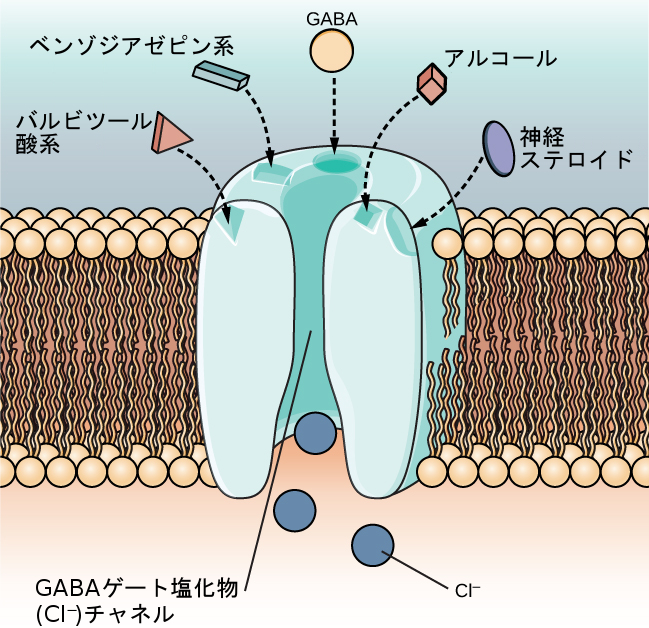 GABA
ベンゾジアゼピン系
アルコール
バルビツール
酸系
神経
ステロイド
GABAゲート塩化物
(Cl⁻)チャネル
Cl⁻